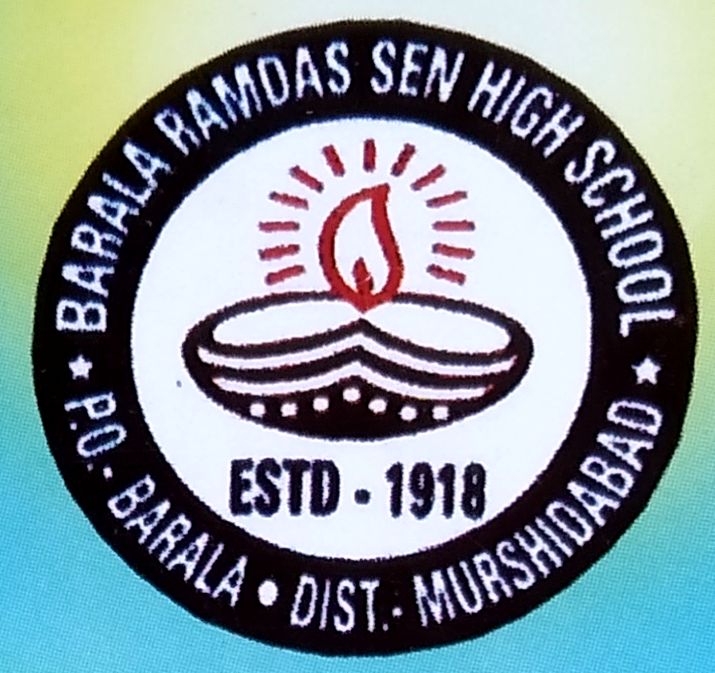 BARALA RAMDAS SEN HIGH SCHOOL
ESTD - 1918
P.O.- BARALA • DIST.- MURSHIDABAD